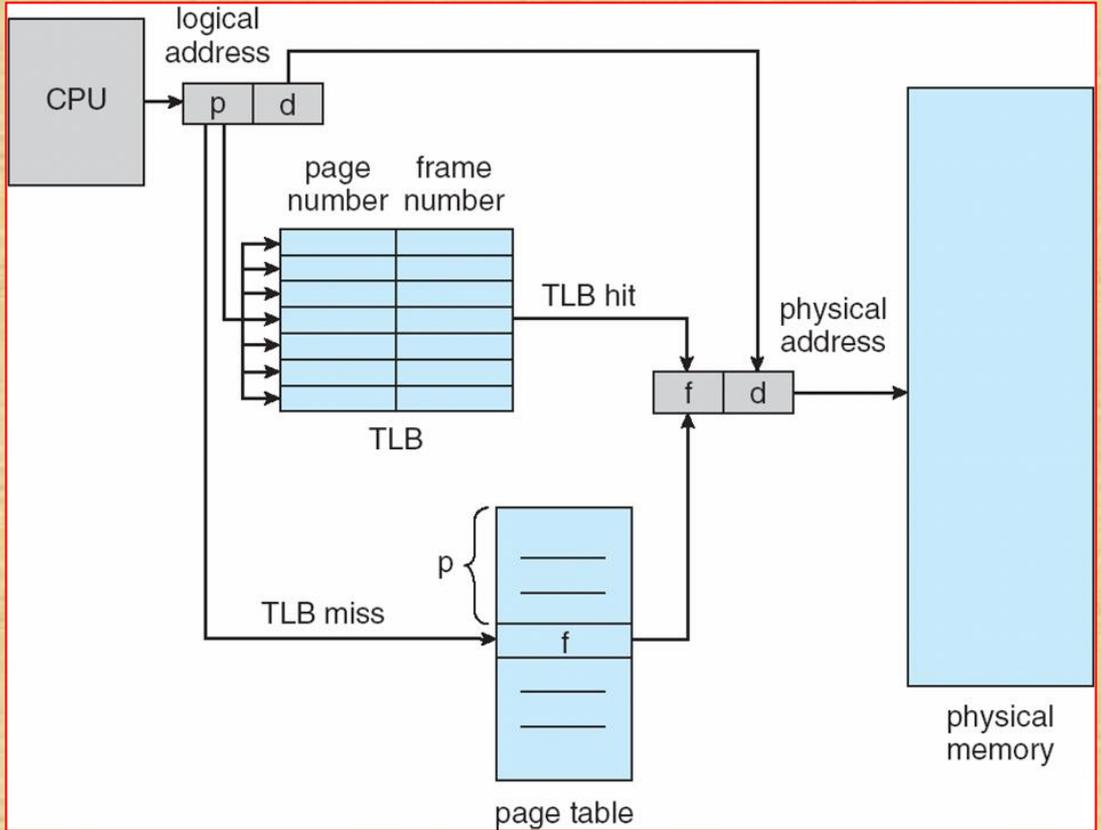 logical
address
CPU
p
d
page
number
frame
number
TLB hit
physical
address
f
d
TLB
p
TLB miss
f
physical
memory
page table